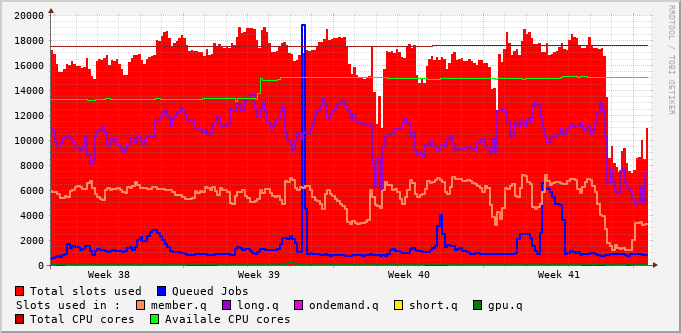 20000
18000
16000
14000
12000
10000
8000
6000
4000
2000
0
Week 38 Week 39 Week 40 Week 41
Total slots used Queued Jobs
Slots used in : member.q long.q ondemand.q short.q gpu.q
Total CPU cores Availale CPU cores
RRDTOOL / TOBI OETIKER